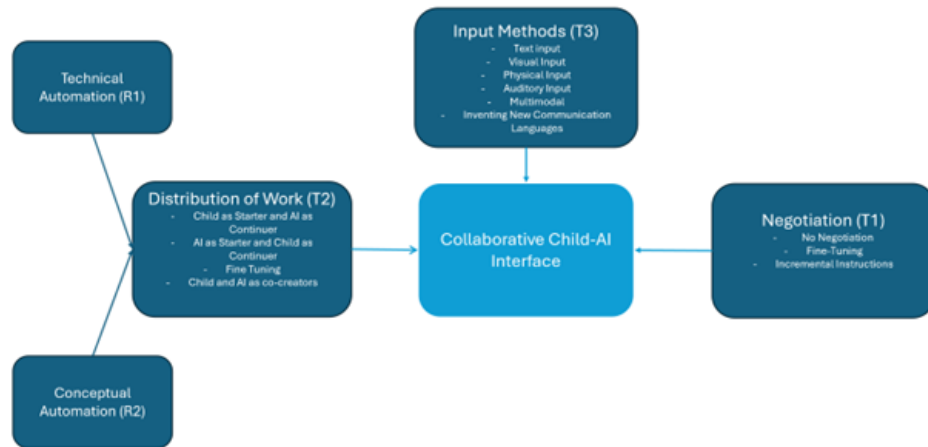 Input Methods (T3)
- Text input
- Visual Input
- Physical Input
- Auditory Input
- Multimodal
- Inventing New Communication
Languages
Technical
Automation (R1)
Distribution of Work (T2)
- Child as Starter and AI as
Continuer
- AI as Starter and Child as
Continuer
- Fine Tuning
- Child and AI as co-creators
Collaborative Child-AI
Interface
Negotiation (T1)
- No Negotiation
- Fine-Tuning
- Incremental Instructions
Conceptual
Automation (R2)